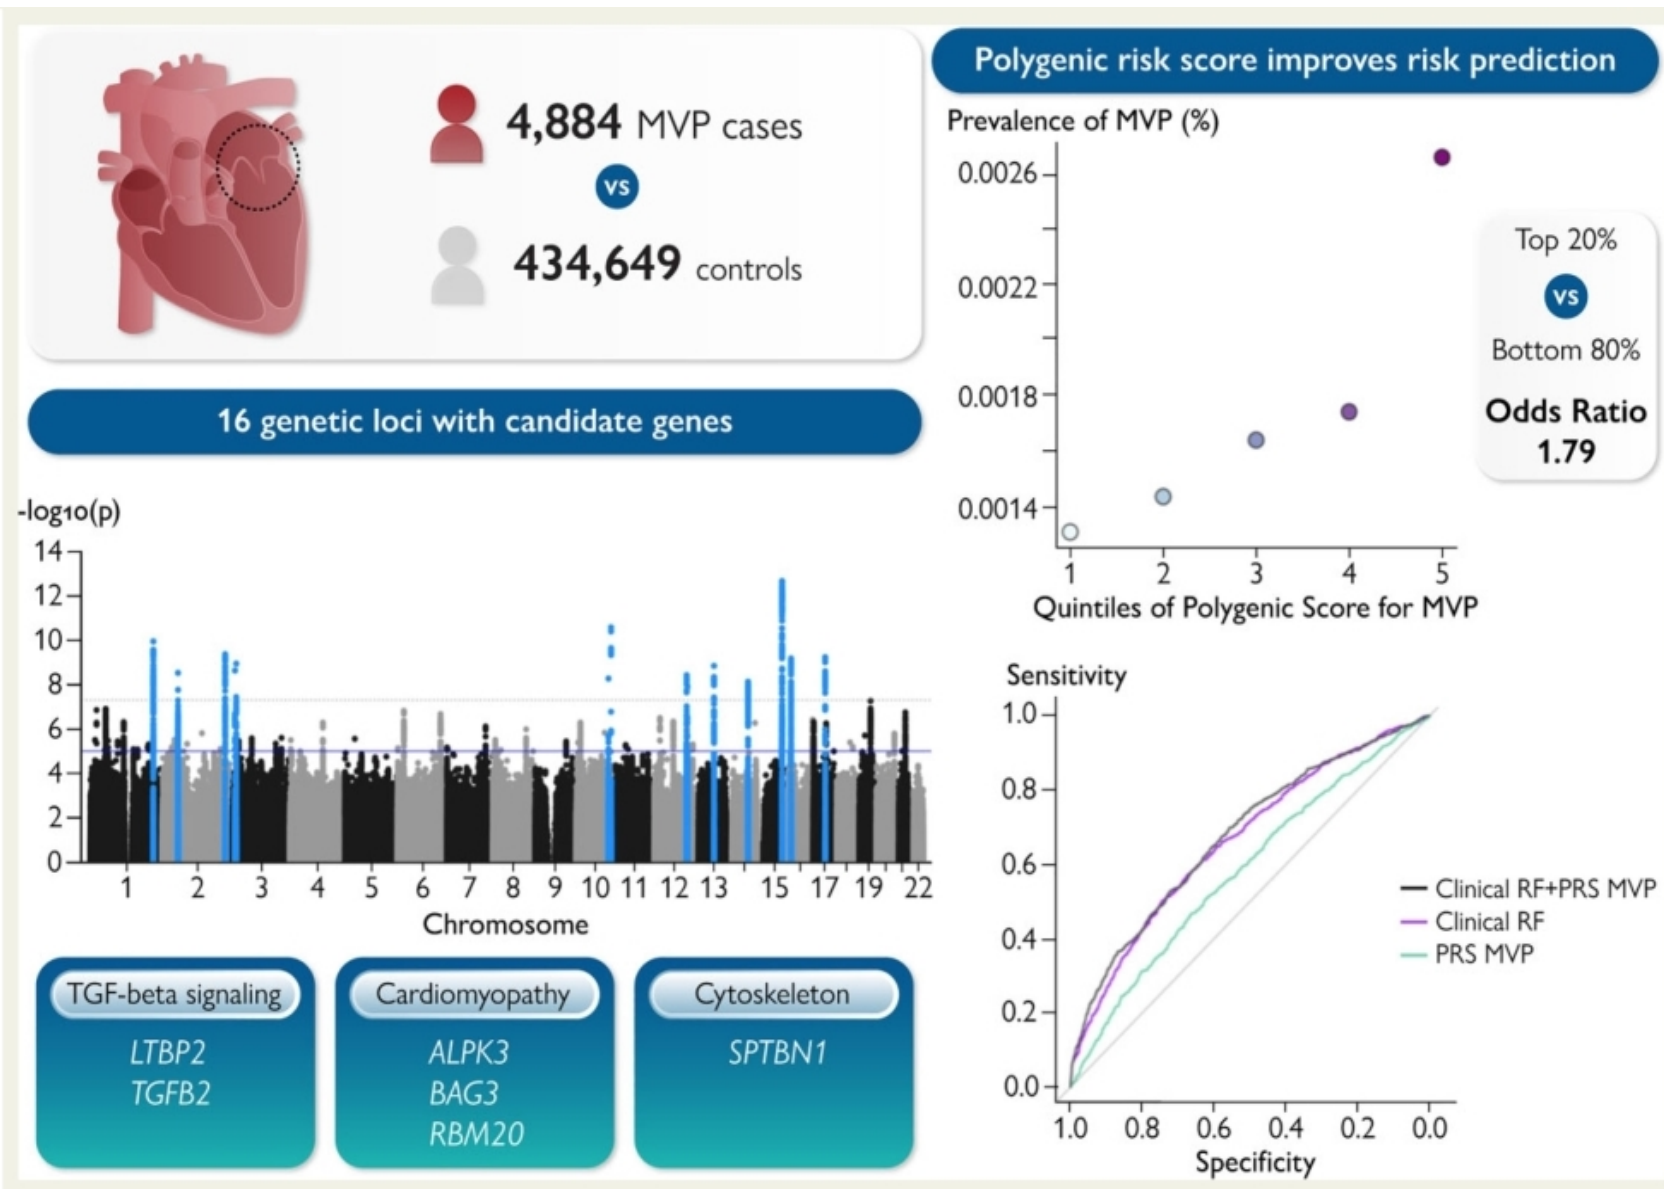 4,884 MVP cases
vs
434,649 controls
16 genetic loci with candidate genes
-log10(p)
14
12
10
8
6
4
2
0
1 2 3 4 5 6 7 8 9 10 11 12 13 15 17 19 22
Chromosome
TGF-beta signaling
LTBP2
TGFB2
Cardiomyopathy
ALPK3
BAG3
RBM20
Cytoskeleton
SPTBN1
Polygenic risk score improves risk prediction
Prevalence of MVP (%)
0.0026
0.0022
0.0018
0.0014
1 2 3 4 5
Quintiles of Polygenic Score for MVP
Top 20%
vs
Bottom 80%
Odds Ratio
1.79
Sensitivity
1.0
0.8
0.6
0.4
0.2
0.0
1.0 0.8 0.6 0.4 0.2 0.0
Specificity
Clinical RF+PRS MVP
Clinical RF
PRS MVP